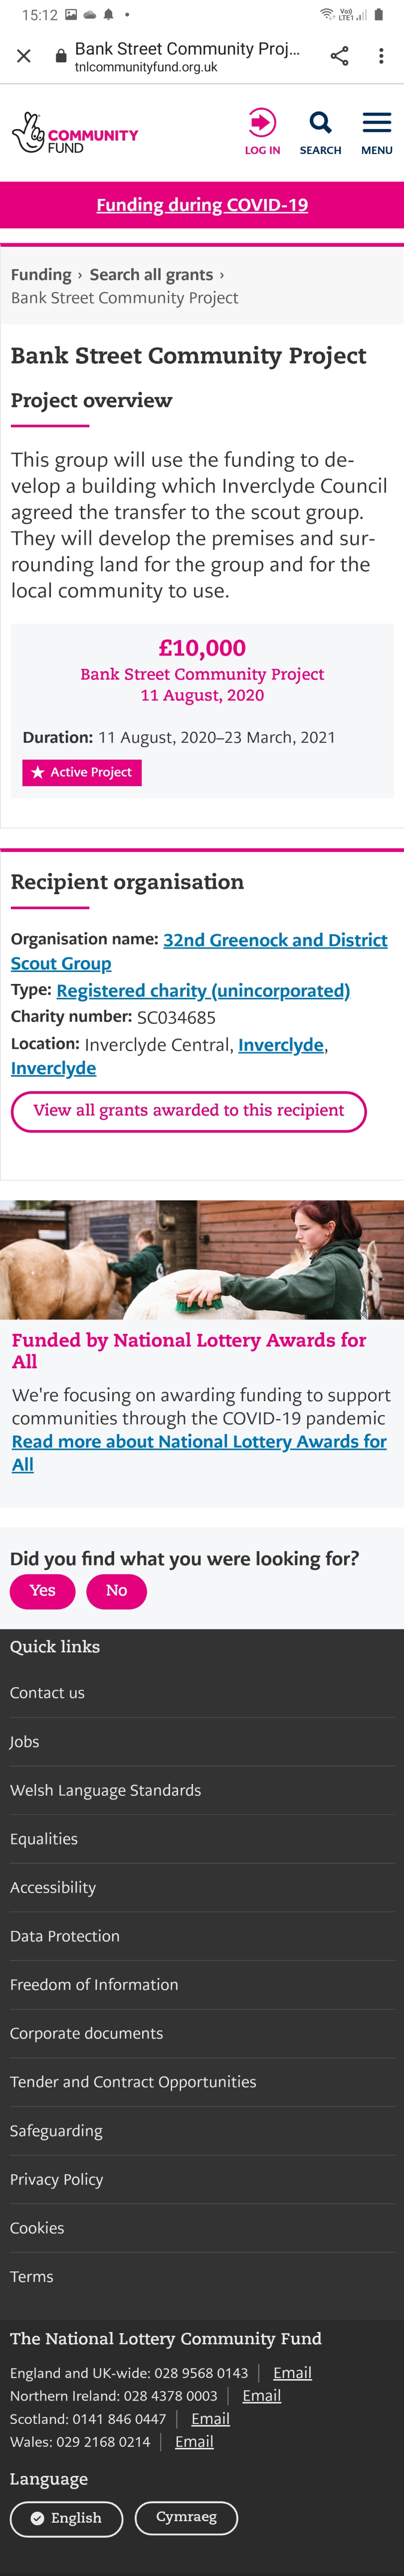 15:12
Vo))
LTE1
Bank Street Community Proj...
tnlcommunityfund.org.uk
COMMUNITY
FUND
LOG IN
SEARCH
MENU
Funding during COVID-19
Funding › Search all grants ›
Bank Street Community Project
Bank Street Community Project
Project overview
This group will use the funding to de-
velop a building which Inverclyde Council
agreed the transfer to the scout group.
They will develop the premises and sur-
rounding land for the group and for the
local community to use.
£10,000
Bank Street Community Project
11 August, 2020
Duration: 11 August, 2020–23 March, 2021
Active Project
Recipient organisation
Organisation name: 32nd Greenock and District
Scout Group
Type: Registered charity (unincorporated)
Charity number: SC034685
Location: Inverclyde Central, Inverclyde,
Inverclyde
View all grants awarded to this recipient
Funded by National Lottery Awards for
All
We're focusing on awarding funding to support
communities through the COVID-19 pandemic
Read more about National Lottery Awards for
All
Did you find what you were looking for?
Yes
No
Quick links
Contact us
Jobs
Welsh Language Standards
Equalities
Accessibility
Data Protection
Freedom of Information
Corporate documents
Tender and Contract Opportunities
Safeguarding
Privacy Policy
Cookies
Terms
The National Lottery Community Fund
England and UK-wide: 028 9568 0143 | Email
Northern Ireland: 028 4378 0003 | Email
Scotland: 0141 846 0447 | Email
Wales: 029 2168 0214 | Email
Language
English
Cymraeg